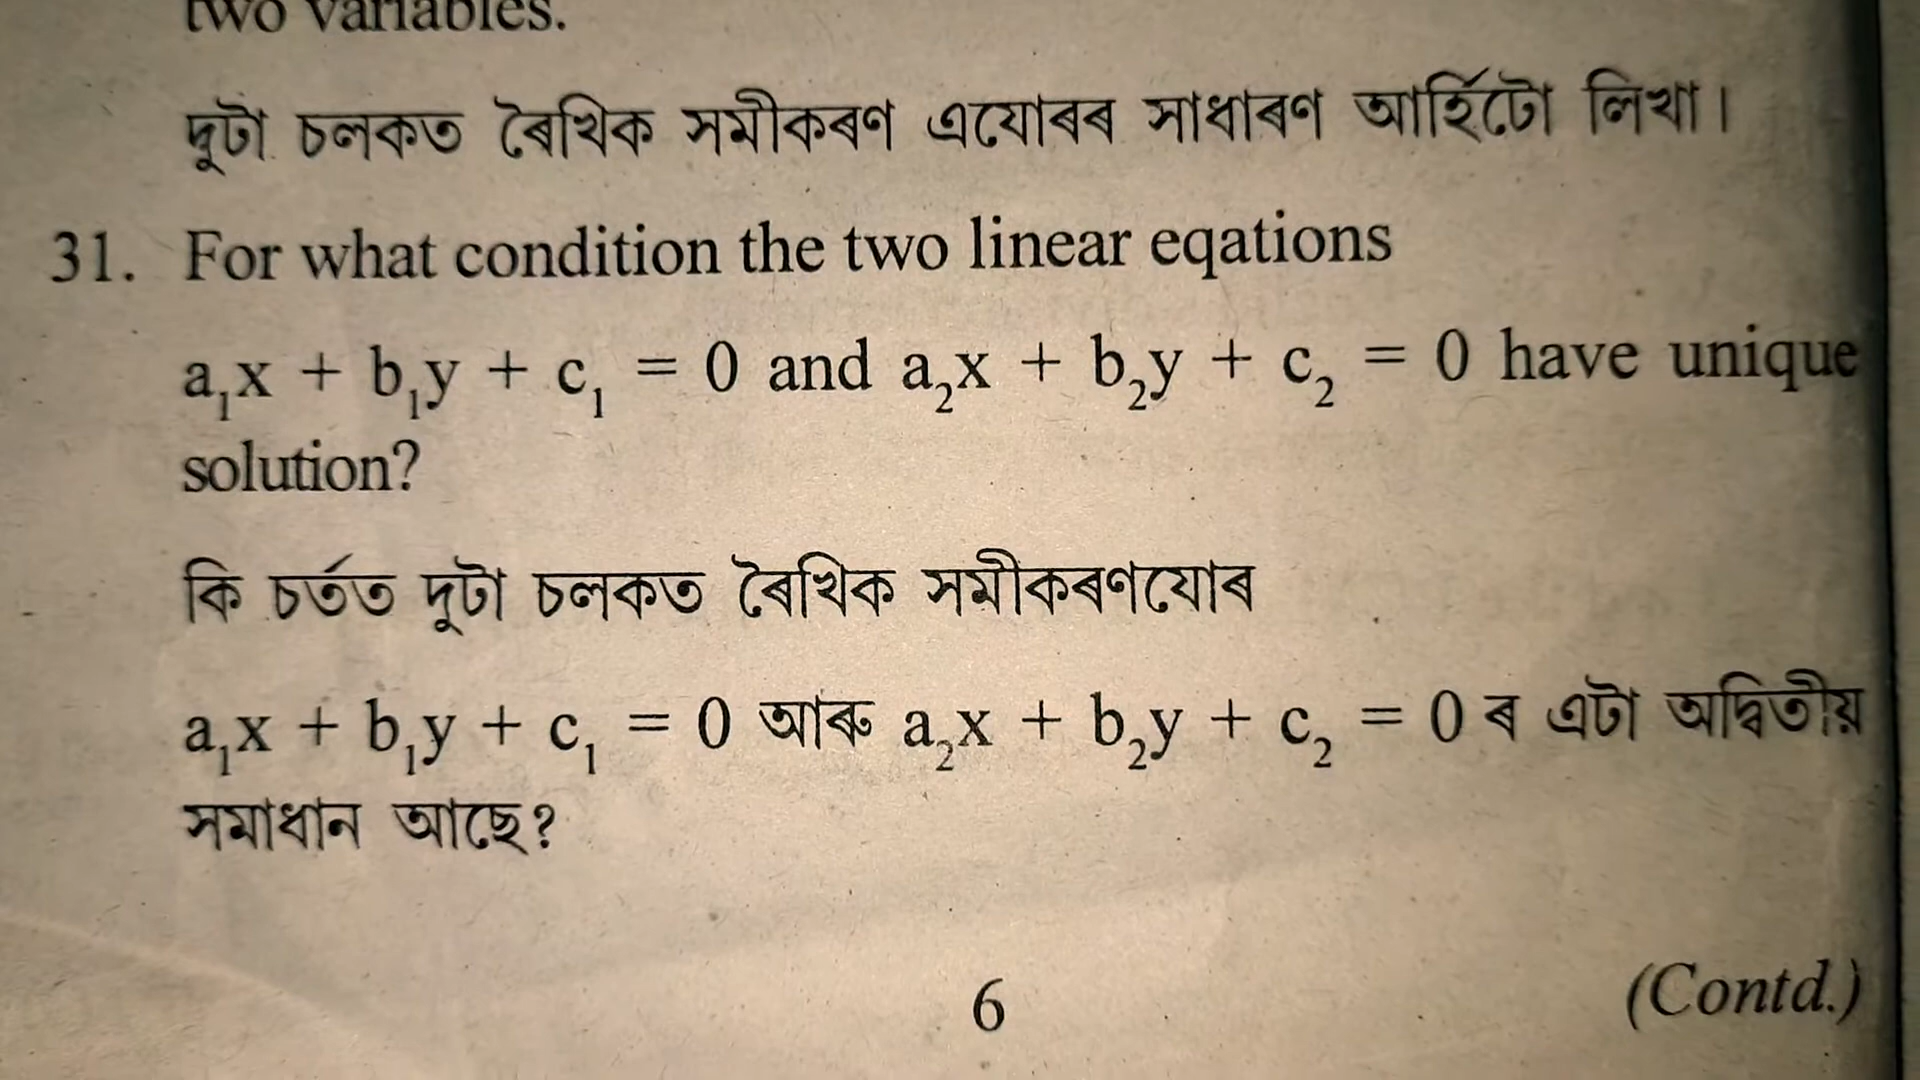 two variables.
দুটা চলকত ৰৈখিক সমীকৰণ এযোৰৰ সাধাৰণ আৰ্হিটো লিখা।
31. For what condition the two linear eqations
a₁x + b₁y + c₁ = 0 and a₂x + b₂y + c₂ = 0 have unique
solution?
কি চৰ্তত দুটা চলকত ৰৈখিক সমীকৰণযোৰ
a₁x + b₁y + c₁ = 0 আৰু a₂x + b₂y + c₂ = 0 ৰ এটা অদ্বিতীয়
সমাধান আছে?
6
(Contd.)